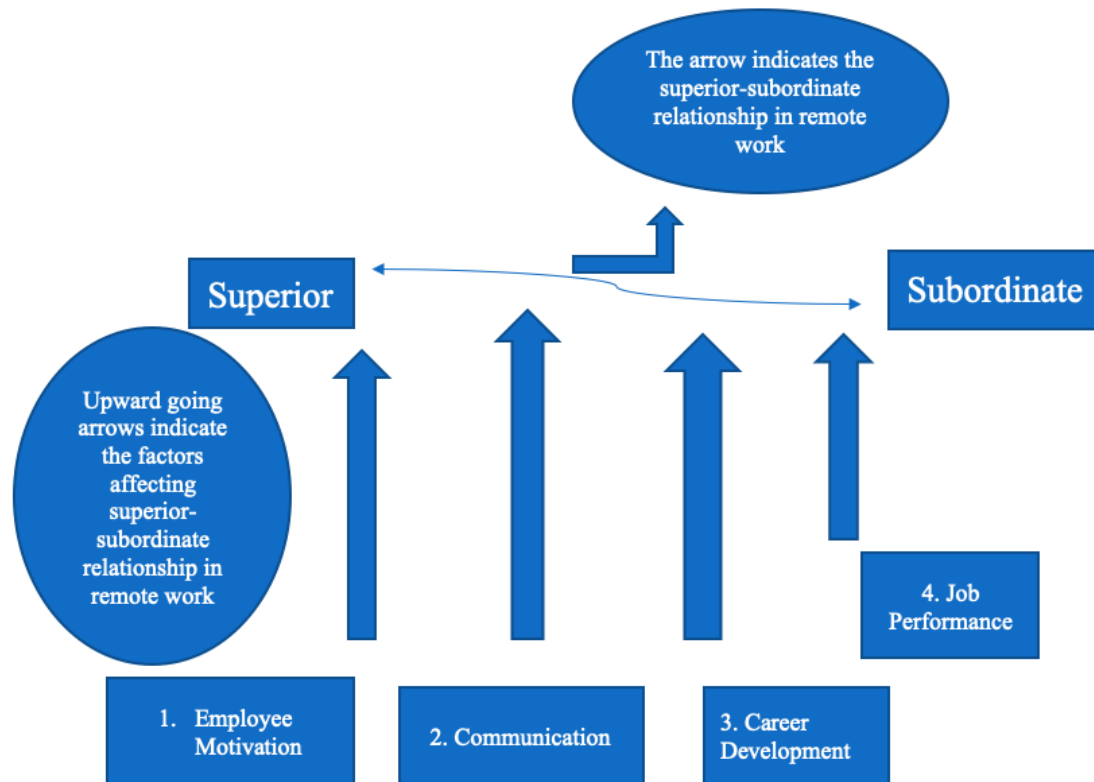 The arrow indicates the
superior-subordinate
relationship in remote
work
Superior
Subordinate
Upward going
arrows indicate
the factors
affecting
superior-
subordinate
relationship in
remote work
4. Job
Performance
1. Employee
Motivation
2. Communication
3. Career
Development